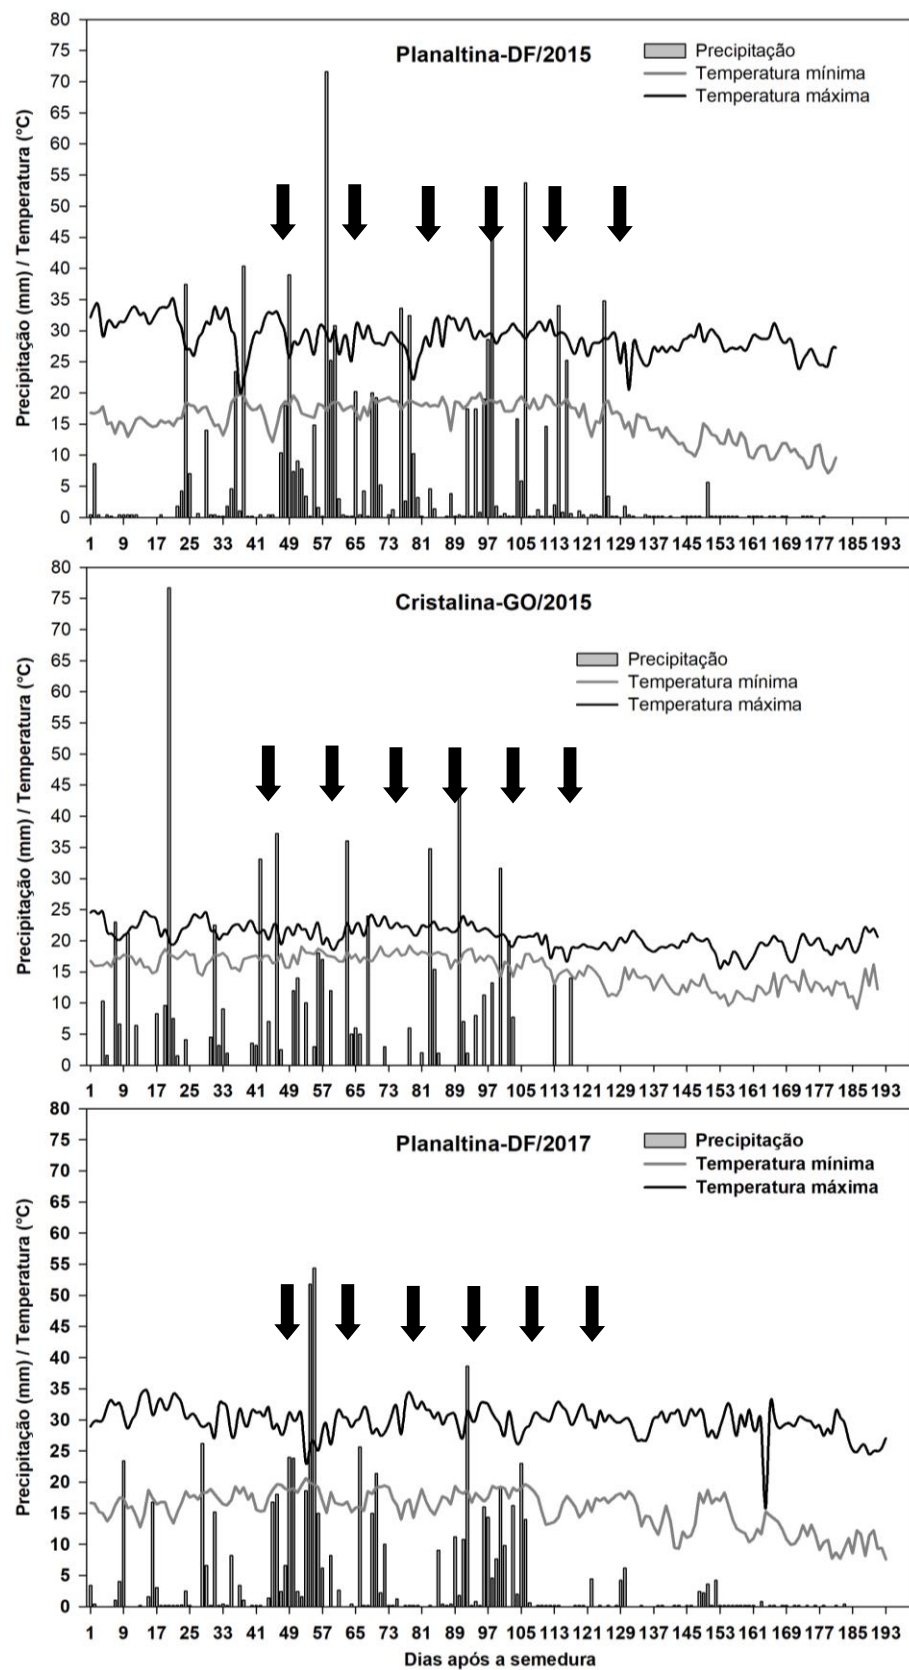 80
75
70
65
60
55
50
45
40
35
30
25
20
15
10
5
0
Precipitação (mm) / Temperatura (°C)
Planaltina-DF/2015
Precipitação
Temperatura mínima
Temperatura máxima
1 9 17 25 33 41 49 57 65 73 81 89 97 105 113 121 129 137 145 153 161 169 177 185 193
80
75
70
65
60
55
50
45
40
35
30
25
20
15
10
5
0
Precipitação (mm) / Temperatura (°C)
Cristalina-GO/2015
Precipitação
Temperatura mínima
Temperatura máxima
1 9 17 25 33 41 49 57 65 73 81 89 97 105 113 121 129 137 145 153 161 169 177 185 193
80
75
70
65
60
55
50
45
40
35
30
25
20
15
10
5
0
Precipitação (mm) / Temperatura (°C)
Planaltina-DF/2017
Precipitação
Temperatura mínima
Temperatura máxima
1 9 17 25 33 41 49 57 65 73 81 89 97 105 113 121 129 137 145 153 161 169 177 185 193
Dias após a semedura